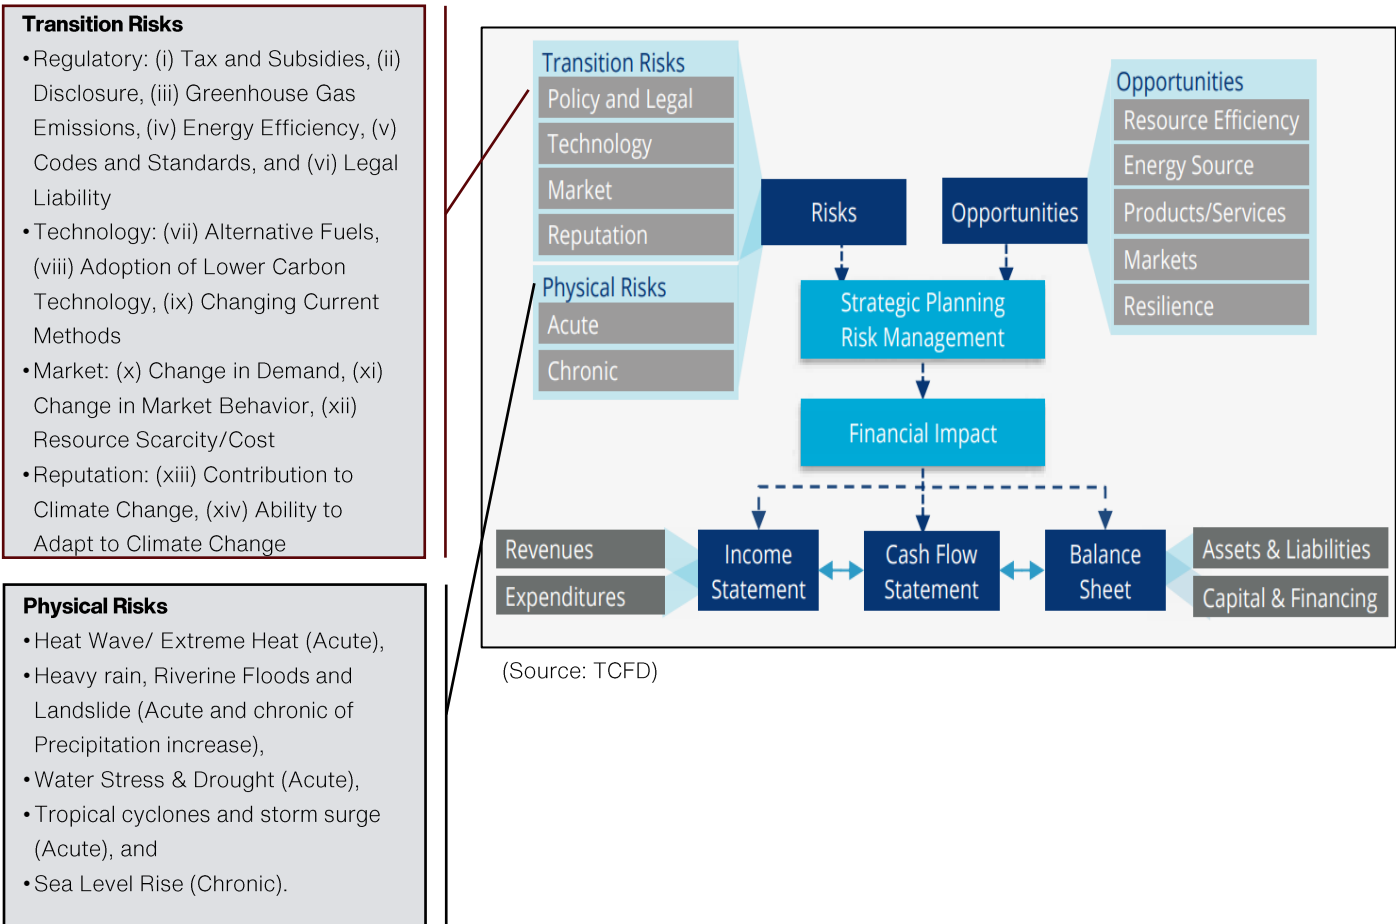 Transition Risks
•Regulatory: (i) Tax and Subsidies, (ii)
Disclosure, (iii) Greenhouse Gas
Emissions, (iv) Energy Efficiency, (v)
Codes and Standards, and (vi) Legal
Liability
•Technology: (vii) Alternative Fuels,
(viii) Adoption of Lower Carbon
Technology, (ix) Changing Current
Methods
•Market: (x) Change in Demand, (xi)
Change in Market Behavior, (xii)
Resource Scarcity/Cost
•Reputation: (xiii) Contribution to
Climate Change, (xiv) Ability to
Adapt to Climate Change
Physical Risks
•Heat Wave/ Extreme Heat (Acute),
•Heavy rain, Riverine Floods and
Landslide (Acute and chronic of
Precipitation increase),
•Water Stress & Drought (Acute),
•Tropical cyclones and storm surge
(Acute), and
•Sea Level Rise (Chronic).
Transition Risks
Policy and Legal
Technology
Market
Reputation
Physical Risks
Acute
Chronic
Risks
Opportunities
Opportunities
Resource Efficiency
Energy Source
Products/Services
Markets
Resilience
Strategic Planning
Risk Management
Financial Impact
Revenues
Expenditures
Income
Statement
Cash Flow
Statement
Balance
Sheet
Assets & Liabilities
Capital & Financing
(Source: TCFD)